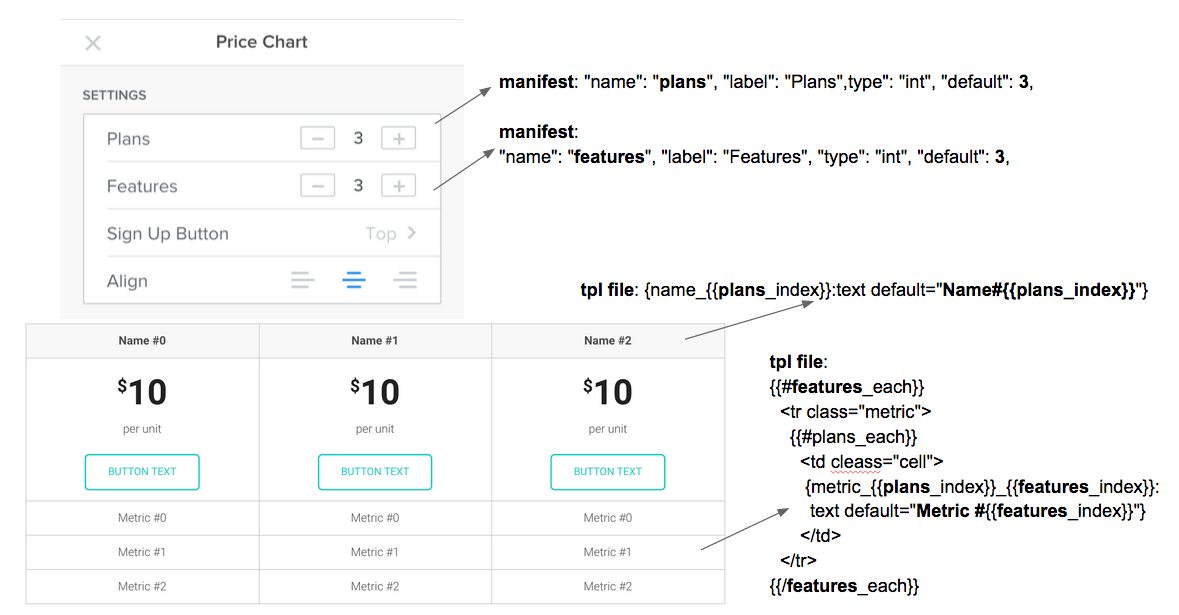 Price Chart
SETTINGS
Plans 3
Features 3
Sign Up Button Top
Align
manifest: "name": "plans", "label": "Plans",type": "int", "default": 3,
manifest:
"name": "features", "label": "Features", "type": "int", "default": 3,
tpl file: {name_{{plans_index}}:text default="Name#{{plans_index}}"}
Name #0 Name #1 Name #2
$10 $10 $10
per unit per unit per unit
BUTTON TEXT BUTTON TEXT BUTTON TEXT
Metric #0 Metric #0 Metric #0
Metric #1 Metric #1 Metric #1
Metric #2 Metric #2 Metric #2
tpl file:
{{#features_each}}
<tr class="metric">
{{#plans_each}}
<td cleass="cell">
{metric_{{plans_index}}_{{features_index}}:
text default="Metric #{{features_index}}"}
</td>
</tr>
{{/features_each}}